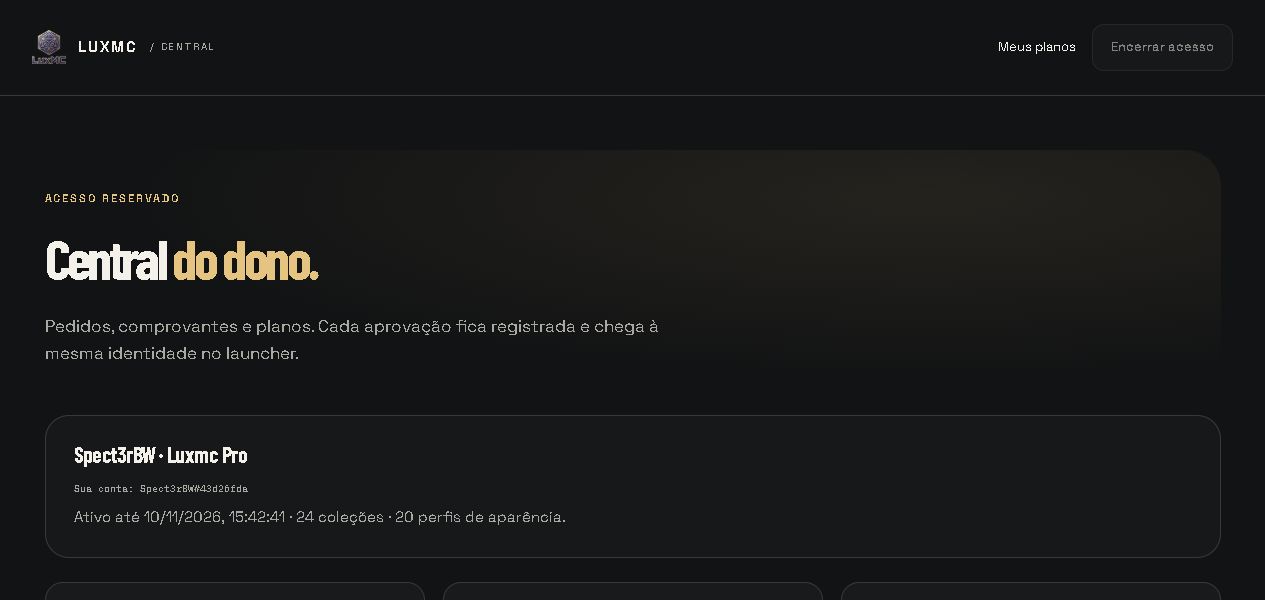 LuxMC
LUXMC / CENTRAL
Meus planos
Encerrar acesso
ACESSO RESERVADO
Central do dono.
Pedidos, comprovantes e planos. Cada aprovação fica registrada e chega à
mesma identidade no launcher.
Spect3rBW · Luxmc Pro
Sua conta: Spect3rBW#43d26fda
Ativo até 10/11/2026, 15:42:41 · 24 coleções · 20 perfis de aparência.